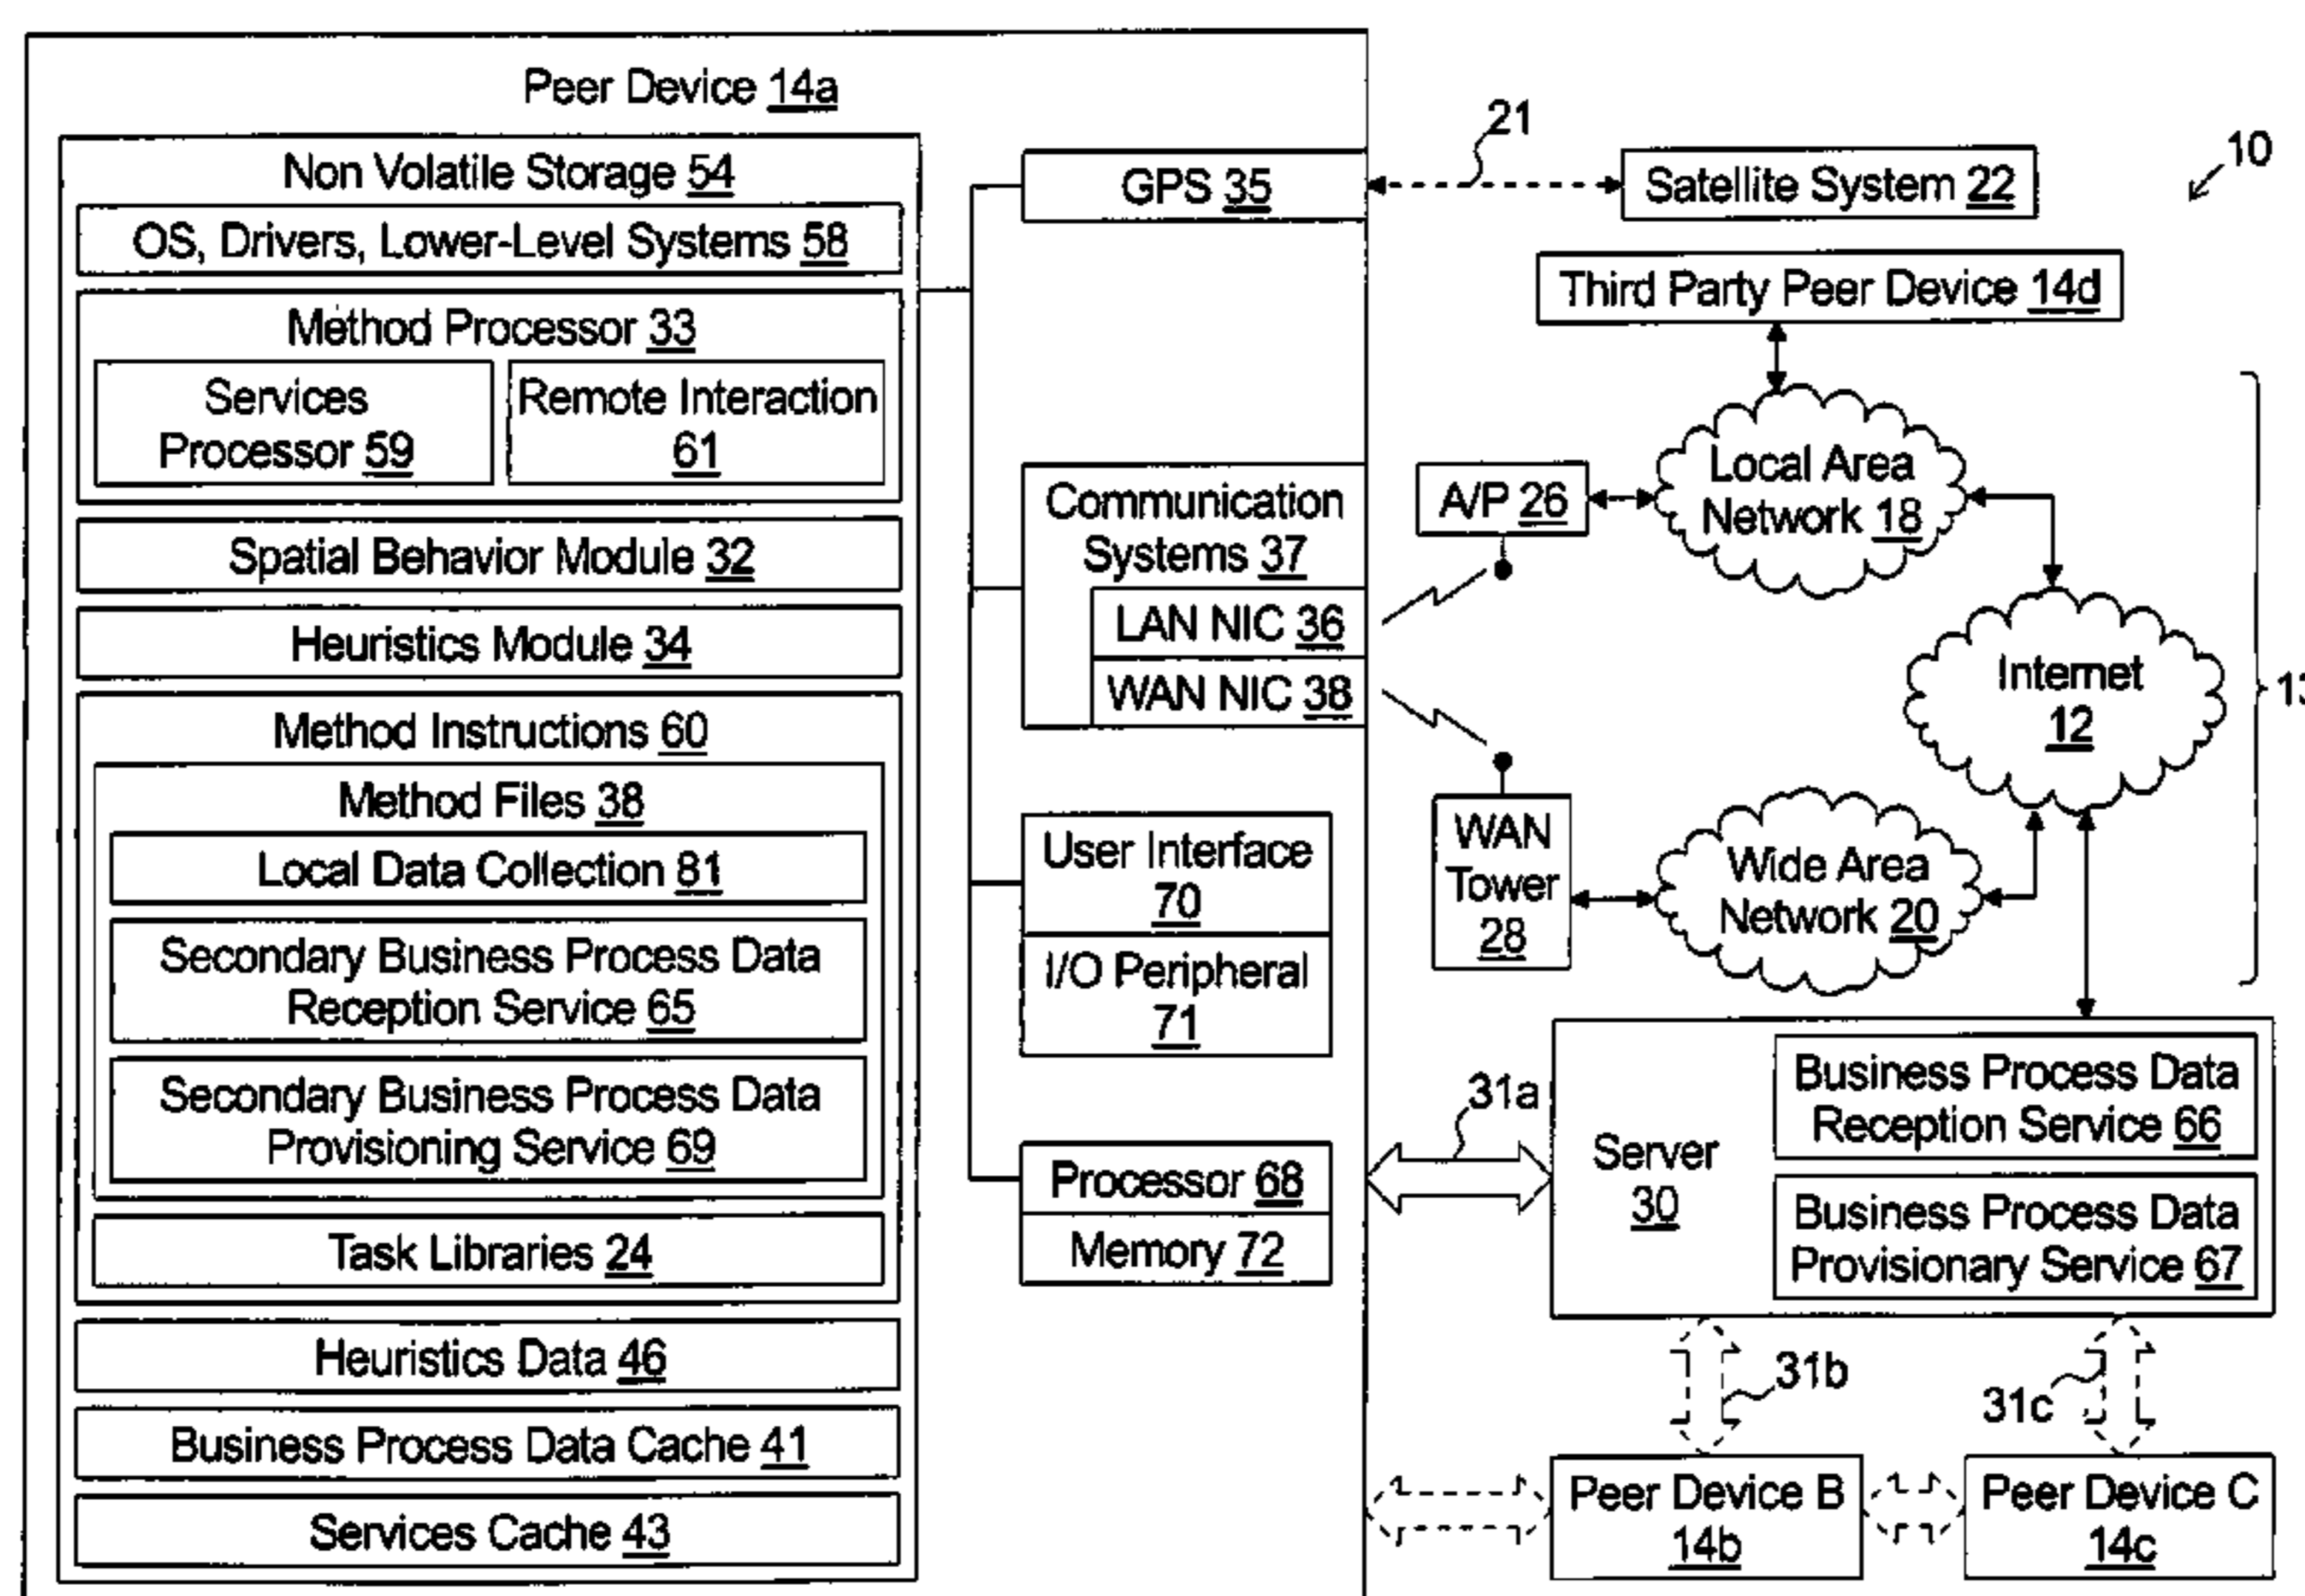 Peer Device 14a
Non Volatile Storage 54
OS, Drivers, Lower-Level Systems 58
Method Processor 33
Services
Processor 59
Remote Interaction
61
Spatial Behavior Module 32
Heuristics Module 34
Method Instructions 60
Method Files 38
Local Data Collection 81
Secondary Business Process Data
Reception Service 65
Secondary Business Process Data
Provisioning Service 69
Task Libraries 24
Heuristics Data 46
Business Process Data Cache 41
Services Cache 43
GPS 35
Communication
Systems 37
LAN NIC 36
WAN NIC 38
User Interface
70
I/O Peripheral
71
Processor 68
Memory 72
21
Satellite System 22
10
Third Party Peer Device 14d
A/P 26
Local Area
Network 18
Internet
12
13
WAN
Tower
28
Wide Area
Network 20
31a
Server
30
Business Process Data
Reception Service 66
Business Process Data
Provisionary Service 67
31b
31c
Peer Device B
14b
Peer Device C
14c